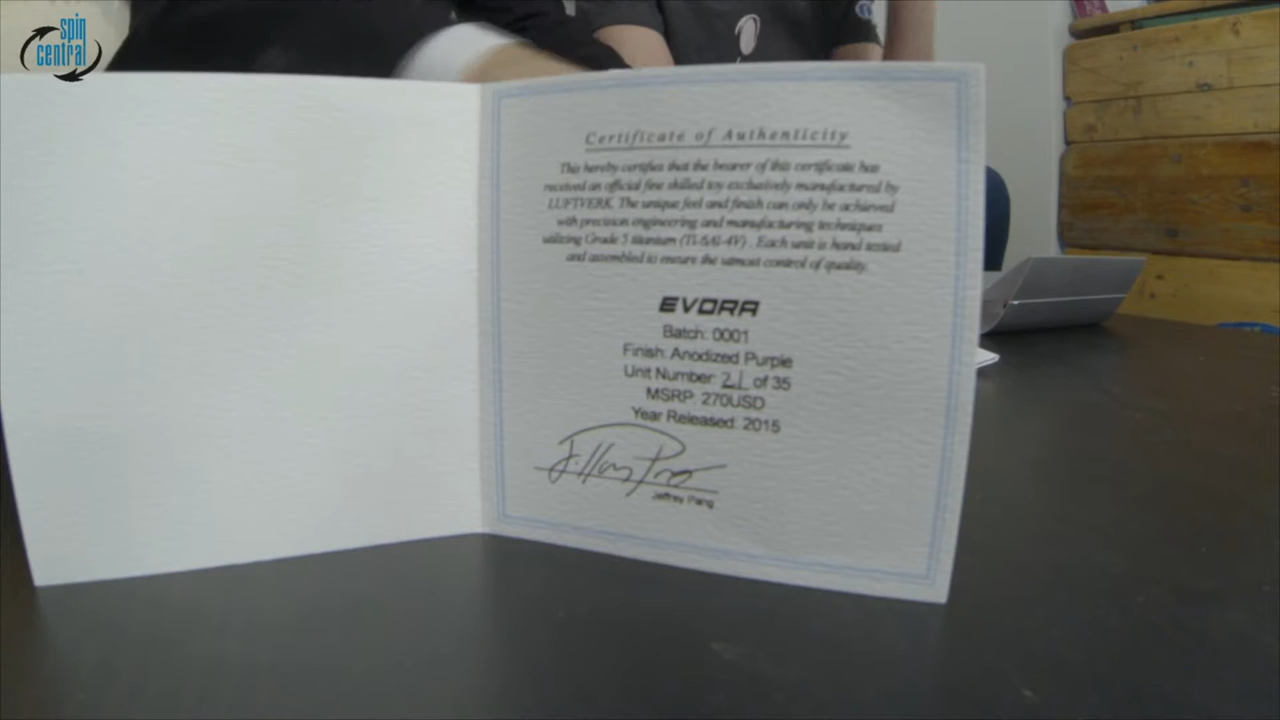 spin
central
Certificate of Authenticity
This hereby certifies that the bearer of this certificate has
received an official fine skilled toy exclusively manufactured by
LUFTVERK. The unique feel and finish can only be achieved
with precision engineering and manufacturing techniques
utilizing Grade 5 titanium (Ti-6Al-4V) . Each unit is hand tested
and assembled to ensure the utmost control of quality.
EVORA
Batch: 0001
Finish: Anodized Purple
Unit Number: 21 of 35
MSRP: 270USD
Year Released: 2015
Jeffrey Pang